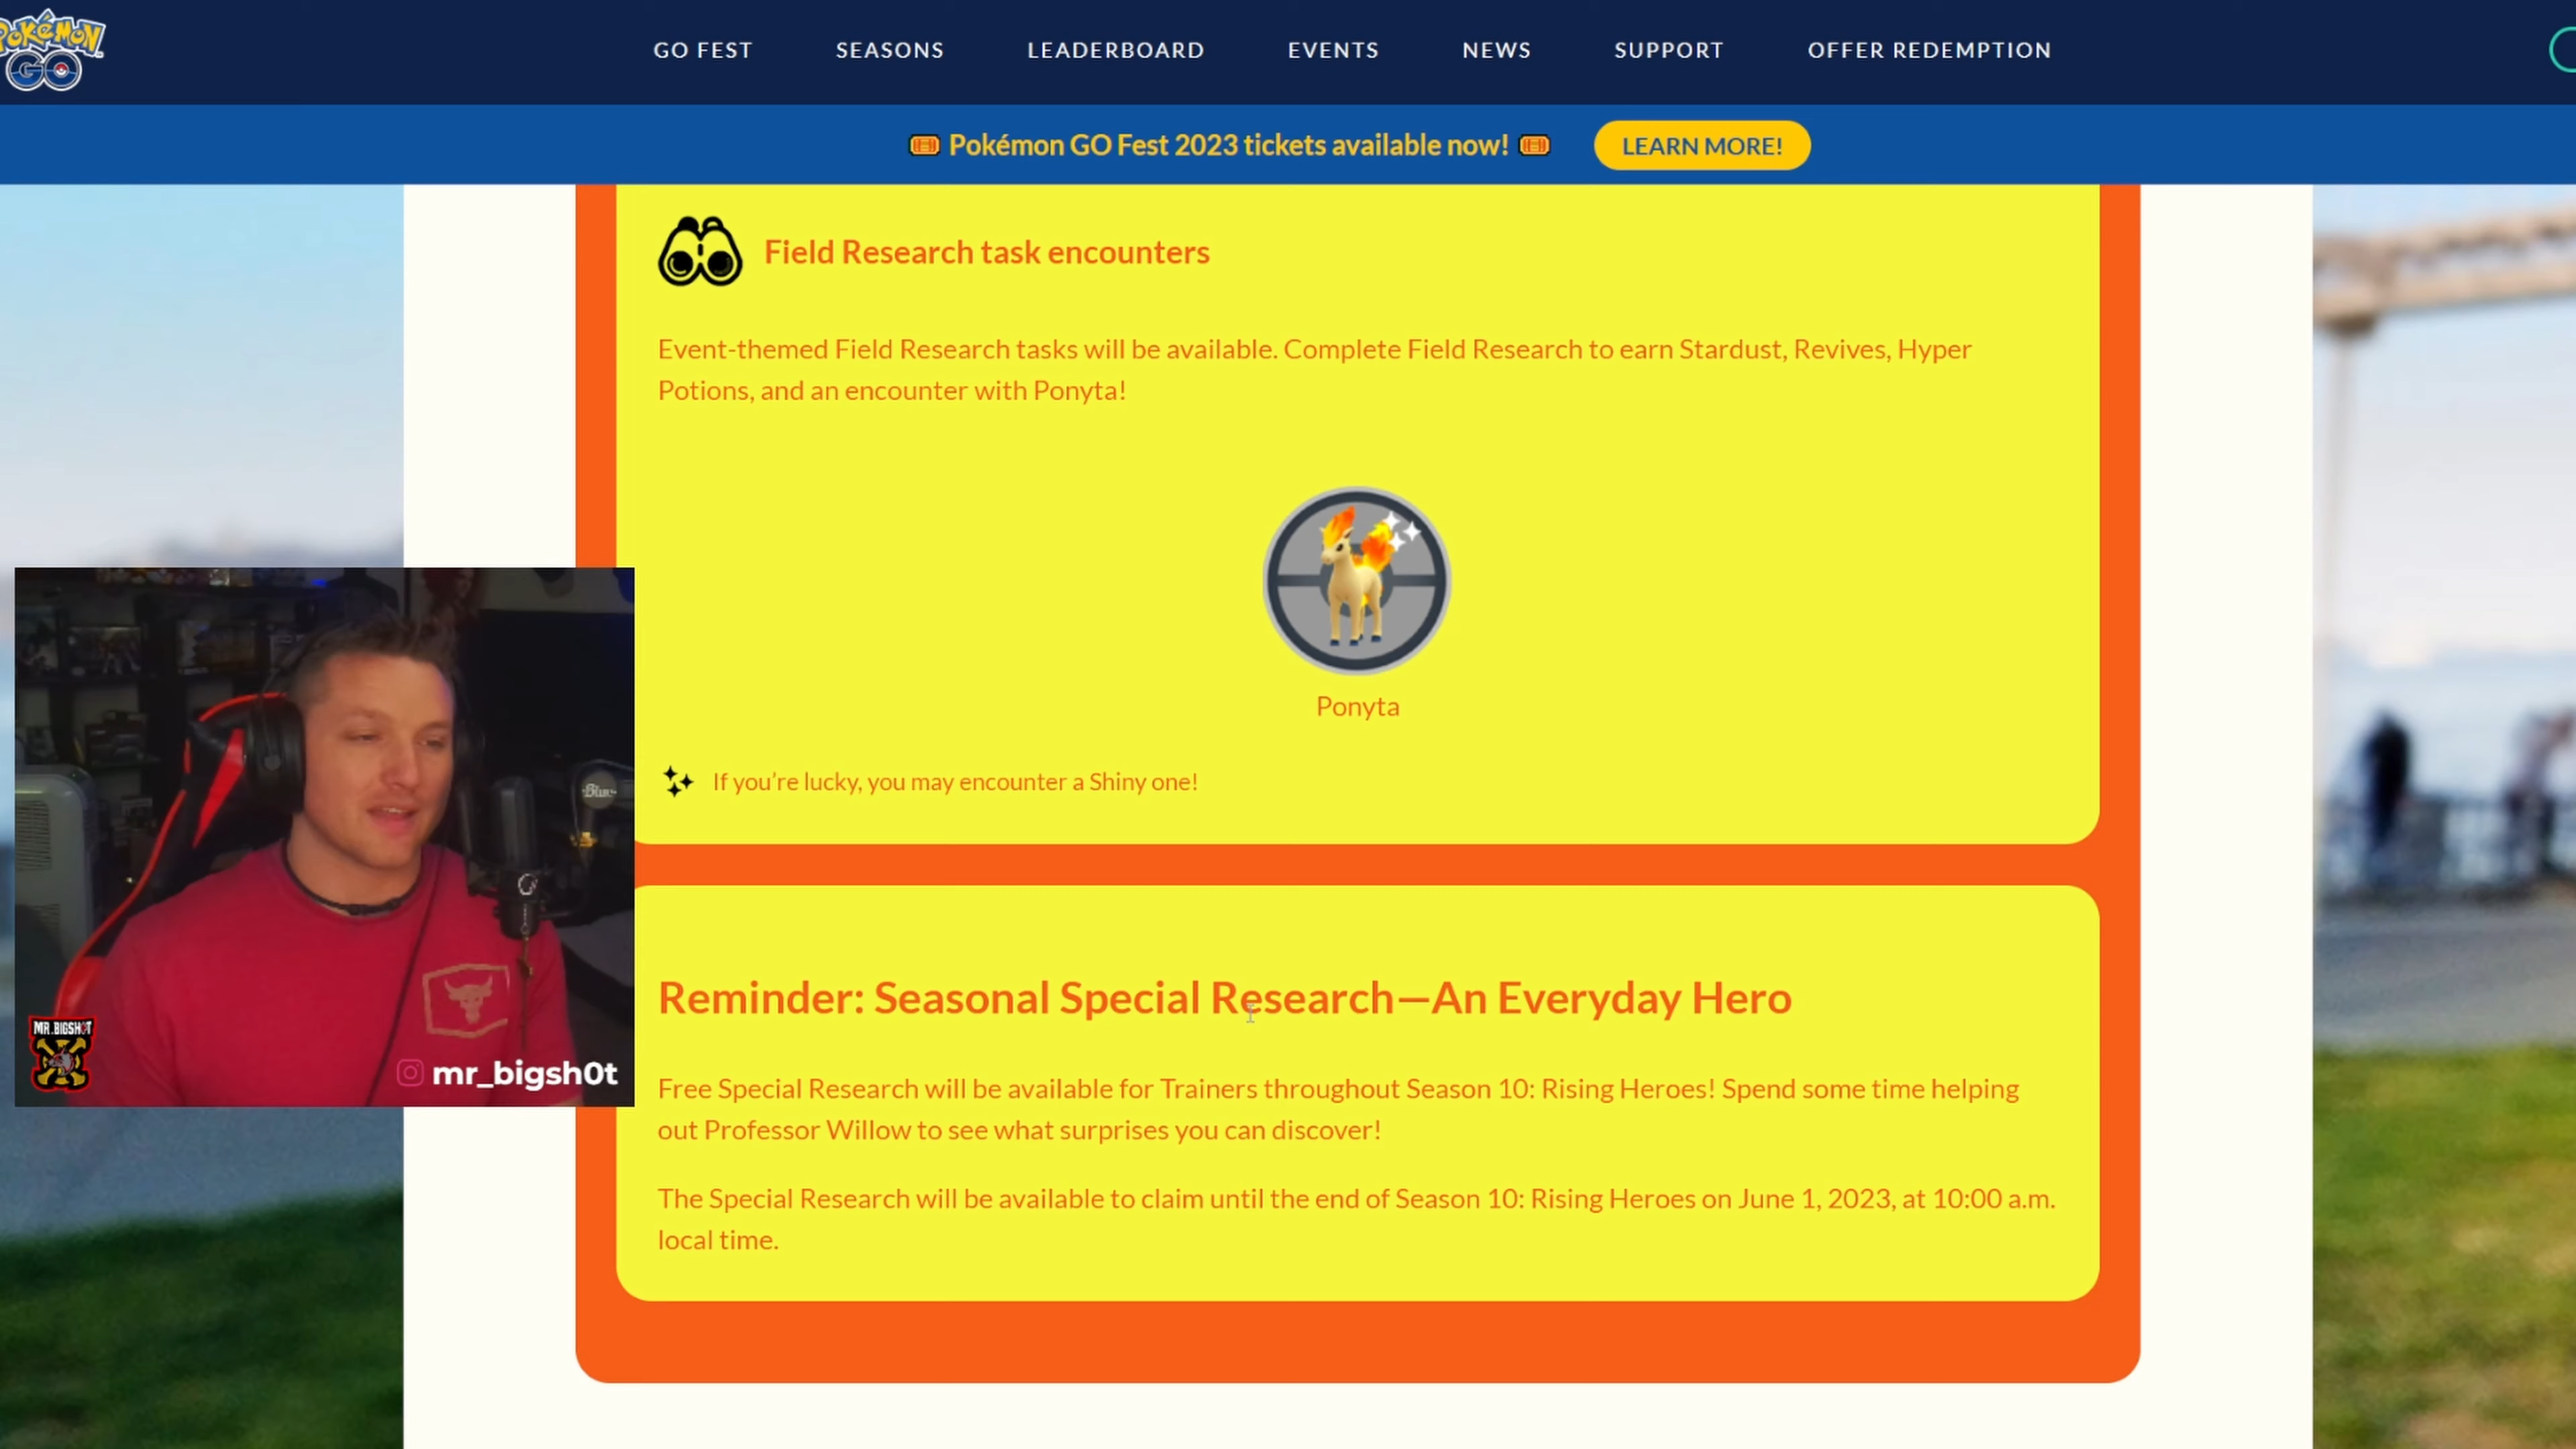 POKÉMON
GO
GO FEST
SEASONS
LEADERBOARD
EVENTS
NEWS
SUPPORT
OFFER REDEMPTION
Pokémon GO Fest 2023 tickets available now!
LEARN MORE!
Field Research task encounters
Event-themed Field Research tasks will be available. Complete Field Research to earn Stardust, Revives, Hyper
Potions, and an encounter with Ponyta!
Ponyta
If you’re lucky, you may encounter a Shiny one!
Blue
MR.BIGSH0T
mr_bigsh0t
Reminder: Seasonal Special Research—An Everyday Hero
Free Special Research will be available for Trainers throughout Season 10: Rising Heroes! Spend some time helping
out Professor Willow to see what surprises you can discover!
The Special Research will be available to claim until the end of Season 10: Rising Heroes on June 1, 2023, at 10:00 a.m.
local time.